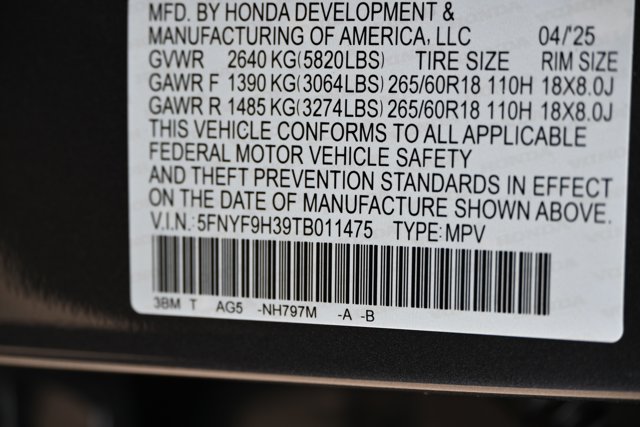 MFD. BY HONDA DEVELOPMENT &
MANUFACTURING OF AMERICA, LLC 04/'25
GVWR 2640 KG(5820LBS) TIRE SIZE RIM SIZE
GAWR F 1390 KG(3064LBS) 265/60R18 110H 18X8.0J
GAWR R 1485 KG(3274LBS) 265/60R18 110H 18X8.0J
THIS VEHICLE CONFORMS TO ALL APPLICABLE
FEDERAL MOTOR VEHICLE SAFETY
AND THEFT PREVENTION STANDARDS IN EFFECT
ON THE DATE OF MANUFACTURE SHOWN ABOVE.
V.I.N.: 5FNYF9H39TB011475 TYPE:MPV
3BM T AG5 -NH797M -A -B